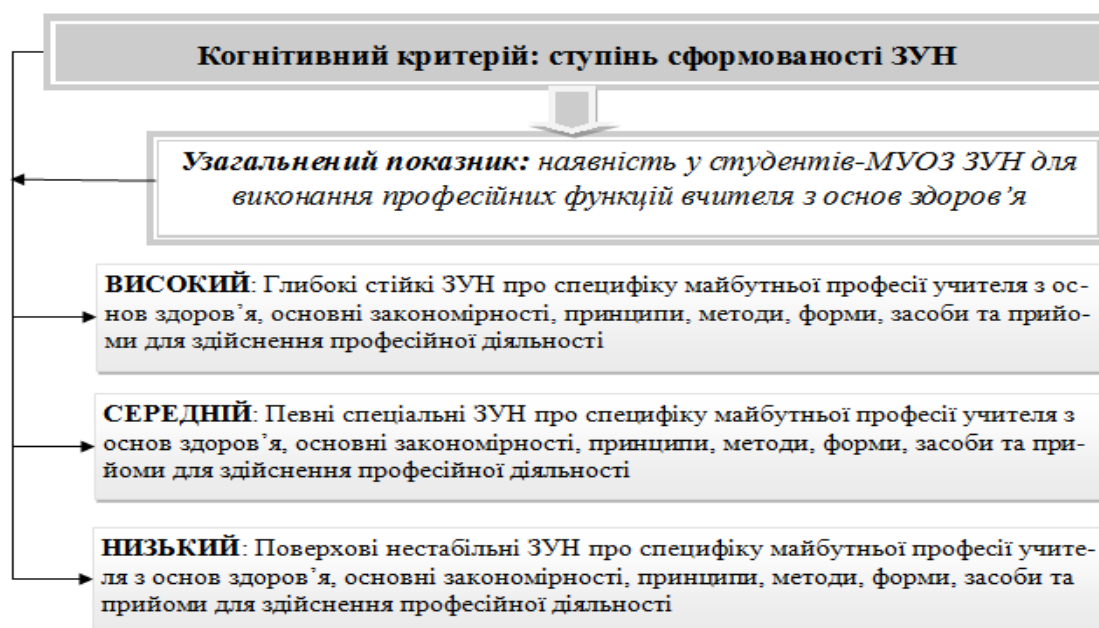 Когнітивний критерій: ступінь сформованості ЗУН
Узагальнений показник: наявність у студентів-МУОЗ ЗУН для
виконання професійних функцій вчителя з основ здоров’я
ВИСОКИЙ: Глибокі стійкі ЗУН про специфіку майбутньої професії учителя з ос-
нов здоров’я, основні закономірності, принципи, методи, форми, засоби та прийо-
ми для здійснення професійної діяльності
СЕРЕДНІЙ: Певні спеціальні ЗУН про специфіку майбутньої професії учителя з
основ здоров’я, основні закономірності, принципи, методи, форми, засоби та при-
йоми для здійснення професійної діяльності
НИЗЬКИЙ: Поверхові нестабільні ЗУН про специфіку майбутньої професії учите-
ля з основ здоров’я, основні закономірності, принципи, методи, форми, засоби та
прийоми для здійснення професійної діяльності